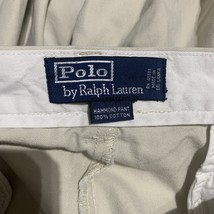 Polo
by Ralph Lauren
HAMMOND PANT
100% COTTON